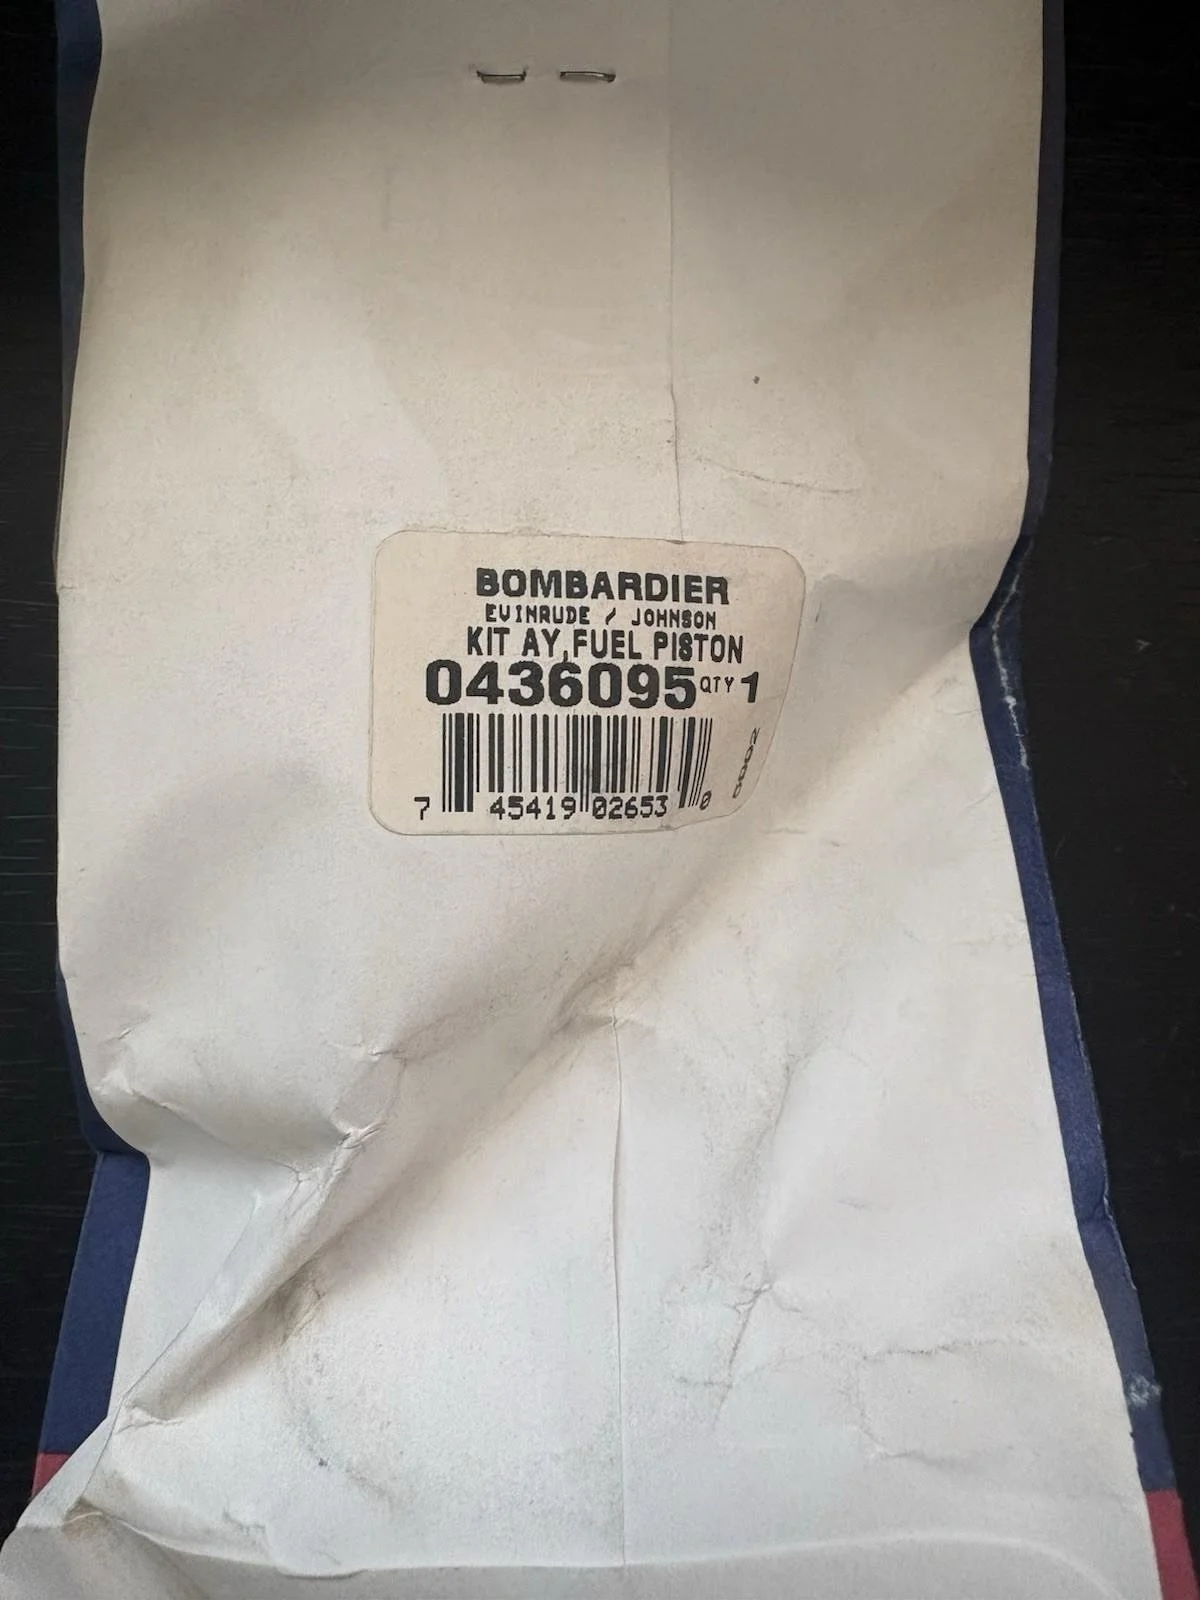 BOMBARDIER
EVINRUDE / JOHNSON
KIT AY,FUEL PISTON
0436095 QTY 1
0002
7 45419 02653 0